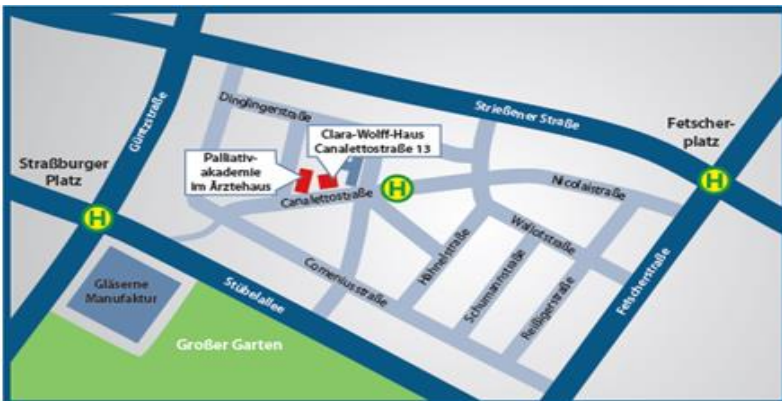 Güntzstraße
Dinglingerstraße
Strießener Straße
Fetscher-
platz
Clara-Wolff-Haus
Canalettostraße 13
Straßburger
Platz
Palliativ-
akademie
im Ärztehaus
H
Nicolaistraße
H
Canalettostraße
H
Wallotstraße
Hähnelstraße
Schumannstraße
Reißigerstraße
Fetscherstraße
Comeniusstraße
Gläserne
Manufaktur
Stübelallee
Großer Garten